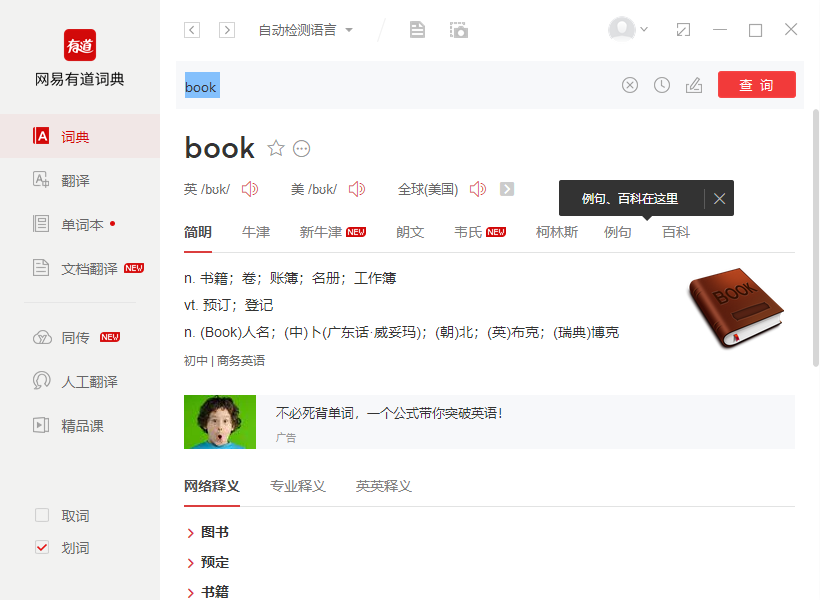 有道
网易有道词典
词典
翻译
单词本
文档翻译 NEW
同传 NEW
人工翻译
精品课
取词
划词
自动检测语言
book
查 询
book
英 /bʊk/ 美 /bʊk/ 全球(美国)
例句、百科在这里
简明 牛津 新牛津 NEW 朗文 韦氏 NEW 柯林斯 例句 百科
n. 书籍；卷；账簿；名册；工作簿
vt. 预订；登记
n. (Book)人名；(中)卜(广东话·威妥玛)；(朝)北；(英)布克；(瑞典)博克
初中 | 商务英语
BOOK
不必死背单词，一个公式带你突破英语！
广告
网络释义 专业释义 英英释义
图书
预定
书籍